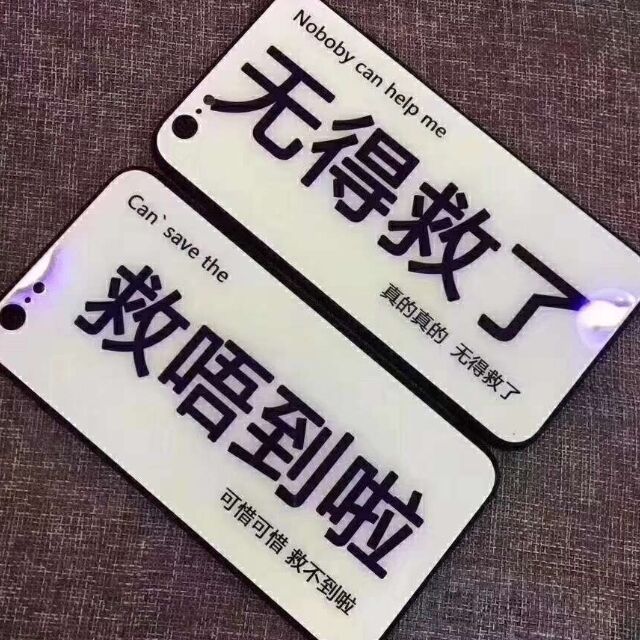 Noboby can help me
无得救了
真的真的 无得救了
Can`save the
救唔到啦
可惜可惜 救不到啦